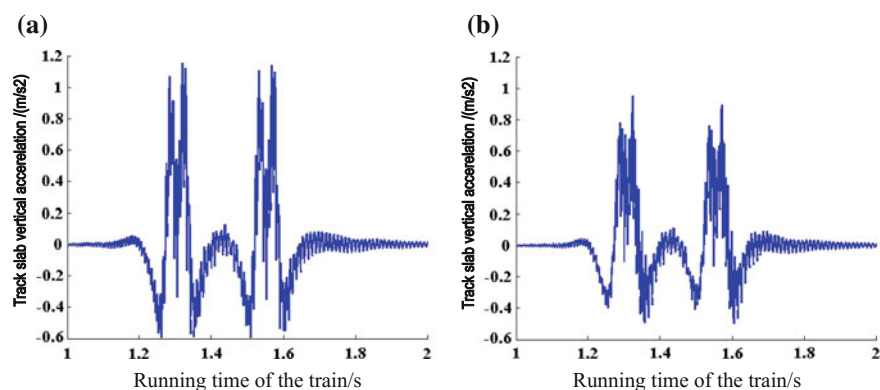 (a)
Track slab vertical accerelation /(m/s2)
1.2
1
0.8
0.6
0.4
0.2
0
-0.2
-0.4
-0.6
1 1.2 1.4 1.6 1.8 2
Running time of the train/s
(b)
Track slab vertical accerelation /(m/s2)
1.2
1
0.8
0.6
0.4
0.2
0
-0.2
-0.4
-0.6
1 1.2 1.4 1.6 1.8 2
Running time of the train/s